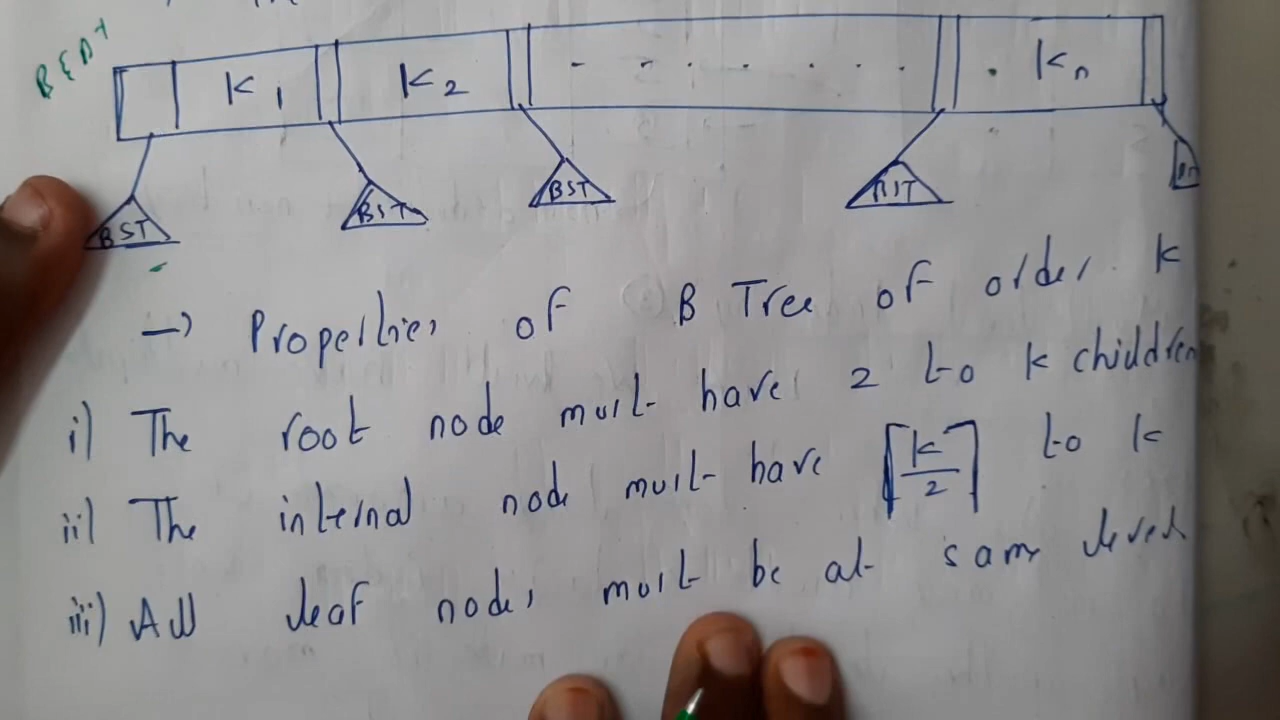 K1 K2 - - - - - - - Kn
BST BST BST BST
→ Properties of B Tree of order K
i) The root node must have 2 to K children
ii) The internal node must have ⌈K/2⌉ to K
iii) All leaf nodes must be at same level